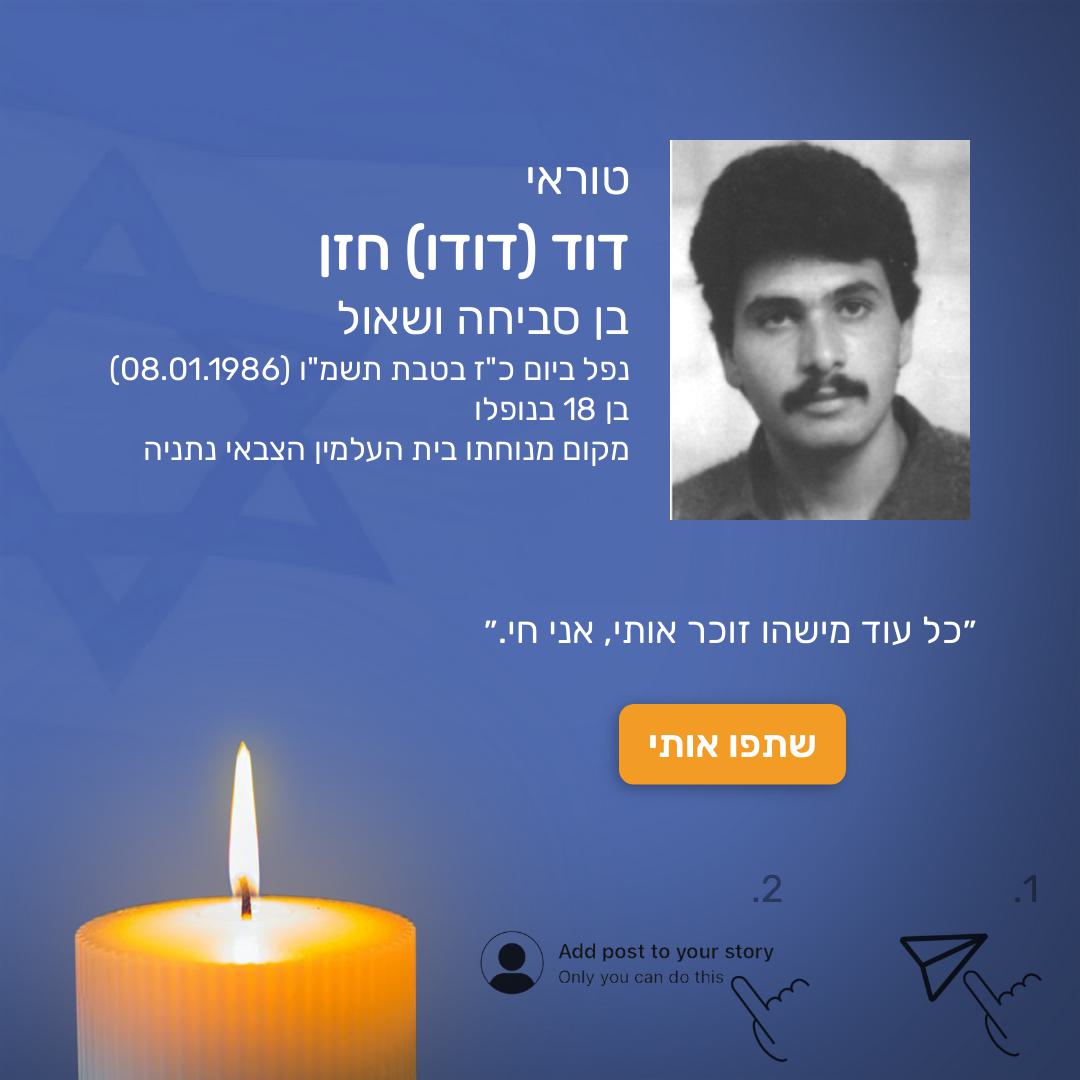 טוראי
דוד (דודו) חזן
בן סביחה ושאול
נפל ביום כ"ז בטבת תשמ"ו (08.01.1986)
בן 18 בנופלו
מקום מנוחתו בית העלמין הצבאי נתניה
״כל עוד מישהו זוכר אותי, אני חי.״
שתפו אותי
1.
2.
Add post to your story
Only you can do this